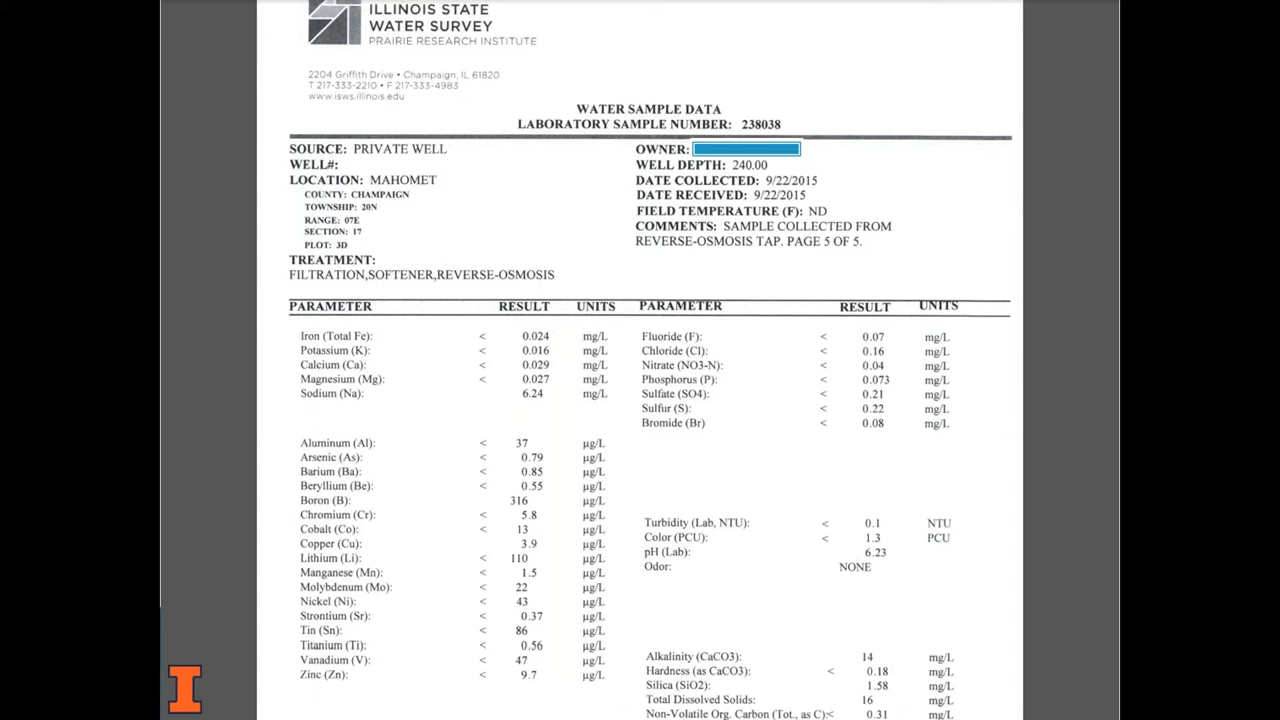 ILLINOIS STATE
WATER SURVEY
PRAIRIE RESEARCH INSTITUTE
2204 Griffith Drive • Champaign, IL 61820
T 217-333-2210 • F 217-333-4983
www.isws.illinois.edu
WATER SAMPLE DATA
LABORATORY SAMPLE NUMBER: 238038
SOURCE: PRIVATE WELL
WELL#:
LOCATION: MAHOMET
COUNTY: CHAMPAIGN
TOWNSHIP: 20N
RANGE: 07E
SECTION: 17
PLOT: 3D
TREATMENT:
FILTRATION,SOFTENER,REVERSE-OSMOSIS
OWNER:
WELL DEPTH: 240.00
DATE COLLECTED: 9/22/2015
DATE RECEIVED: 9/22/2015
FIELD TEMPERATURE (F): ND
COMMENTS: SAMPLE COLLECTED FROM
REVERSE-OSMOSIS TAP. PAGE 5 OF 5.
PARAMETER RESULT UNITS PARAMETER RESULT UNITS
Iron (Total Fe): < 0.024 mg/L
Potassium (K): < 0.016 mg/L
Calcium (Ca): < 0.029 mg/L
Magnesium (Mg): < 0.027 mg/L
Sodium (Na): 6.24 mg/L
Aluminum (Al): < 37 µg/L
Arsenic (As): < 0.79 µg/L
Barium (Ba): < 0.85 µg/L
Beryllium (Be): < 0.55 µg/L
Boron (B): 316 µg/L
Chromium (Cr): < 5.8 µg/L
Cobalt (Co): < 13 µg/L
Copper (Cu): 3.9 µg/L
Lithium (Li): < 110 µg/L
Manganese (Mn): < 1.5 µg/L
Molybdenum (Mo): < 22 µg/L
Nickel (Ni): < 43 µg/L
Strontium (Sr): < 0.37 µg/L
Tin (Sn): < 86 µg/L
Titanium (Ti): < 0.56 µg/L
Vanadium (V): < 47 µg/L
Zinc (Zn): < 9.7 µg/L
Fluoride (F): < 0.07 mg/L
Chloride (Cl): < 0.16 mg/L
Nitrate (NO3-N): < 0.04 mg/L
Phosphorus (P): < 0.073 mg/L
Sulfate (SO4): < 0.21 mg/L
Sulfur (S): < 0.22 mg/L
Bromide (Br) < 0.08 mg/L
Turbidity (Lab, NTU): < 0.1 NTU
Color (PCU): < 1.3 PCU
pH (Lab): 6.23
Odor: NONE
Alkalinity (CaCO3): 14 mg/L
Hardness (as CaCO3): < 0.18 mg/L
Silica (SiO2): 1.58 mg/L
Total Dissolved Solids: 16 mg/L
Non-Volatile Org. Carbon (Tot., as C):< 0.31 mg/L
I